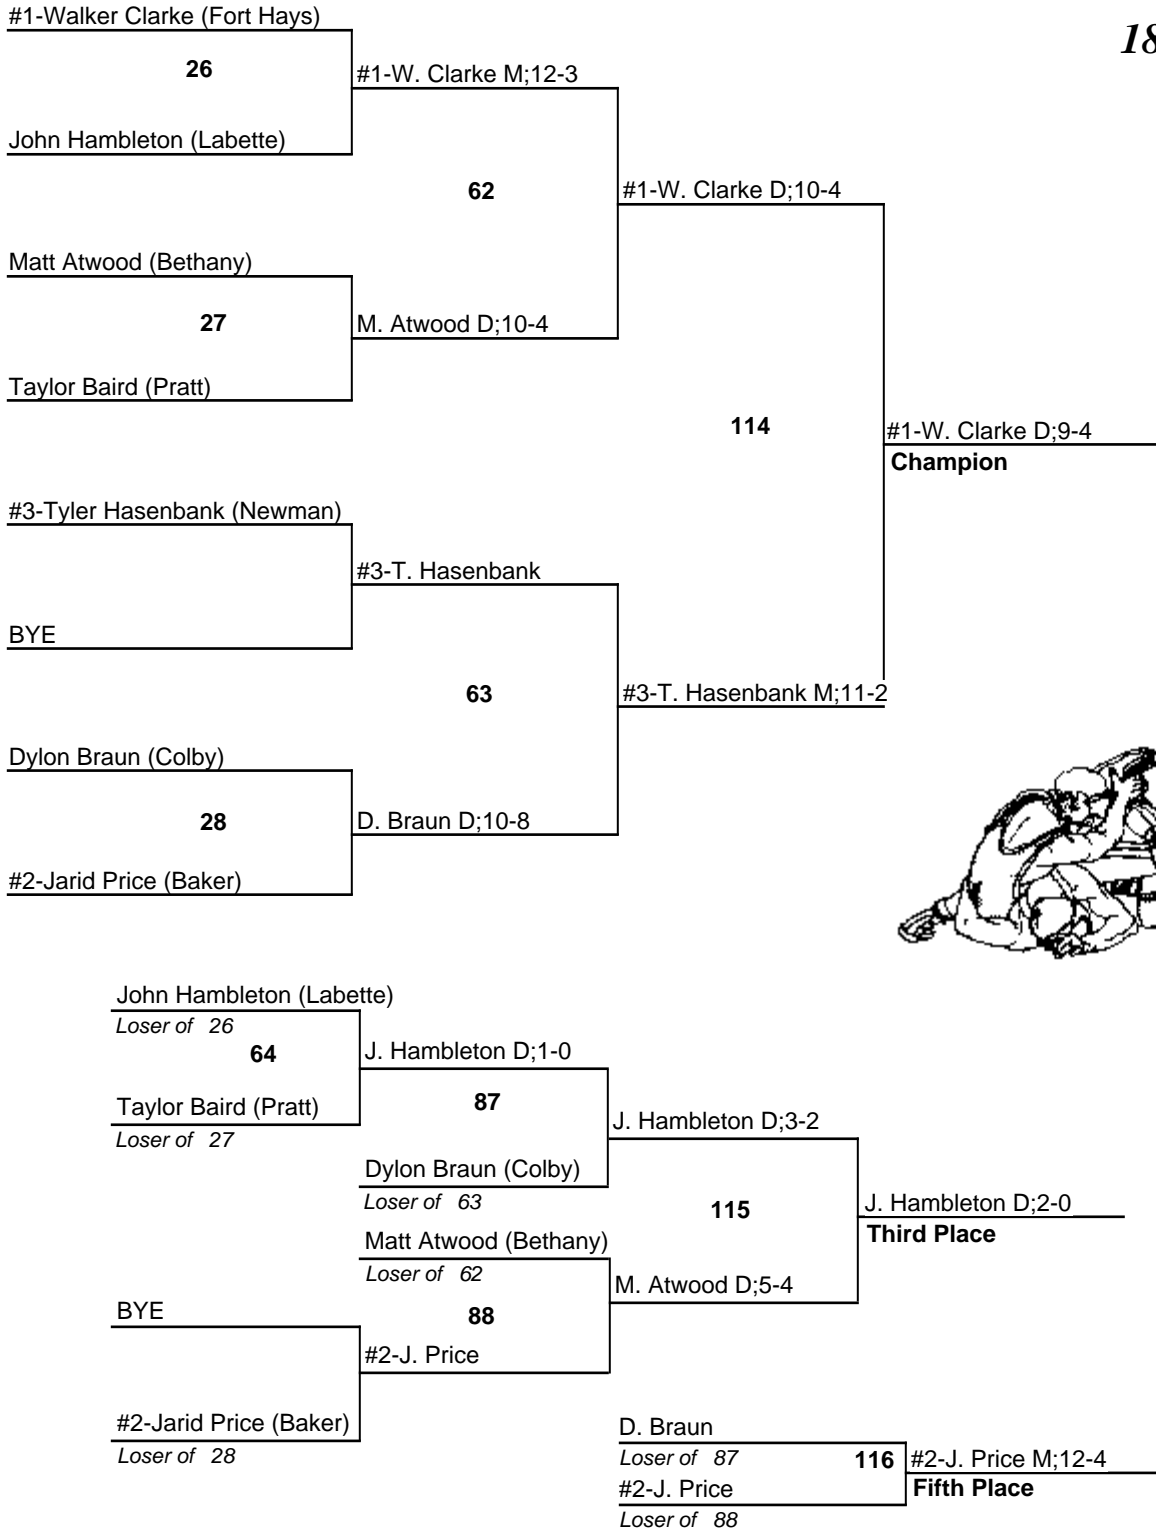 #1-Walker Clarke (Fort Hays)
18
26
#1-W. Clarke M;12-3
John Hambleton (Labette)
62
#1-W. Clarke D;10-4
Matt Atwood (Bethany)
27
M. Atwood D;10-4
Taylor Baird (Pratt)
114
#1-W. Clarke D;9-4
Champion
#3-Tyler Hasenbank (Newman)
#3-T. Hasenbank
BYE
63
#3-T. Hasenbank M;11-2
Dylon Braun (Colby)
28
D. Braun D;10-8
#2-Jarid Price (Baker)
John Hambleton (Labette)
Loser of 26
64
J. Hambleton D;1-0
Taylor Baird (Pratt)
Loser of 27
87
J. Hambleton D;3-2
Dylon Braun (Colby)
Loser of 63
115
J. Hambleton D;2-0
Third Place
Matt Atwood (Bethany)
Loser of 62
M. Atwood D;5-4
BYE
88
#2-J. Price
#2-Jarid Price (Baker)
Loser of 28
D. Braun
Loser of 87
116
#2-J. Price M;12-4
Fifth Place
#2-J. Price
Loser of 88